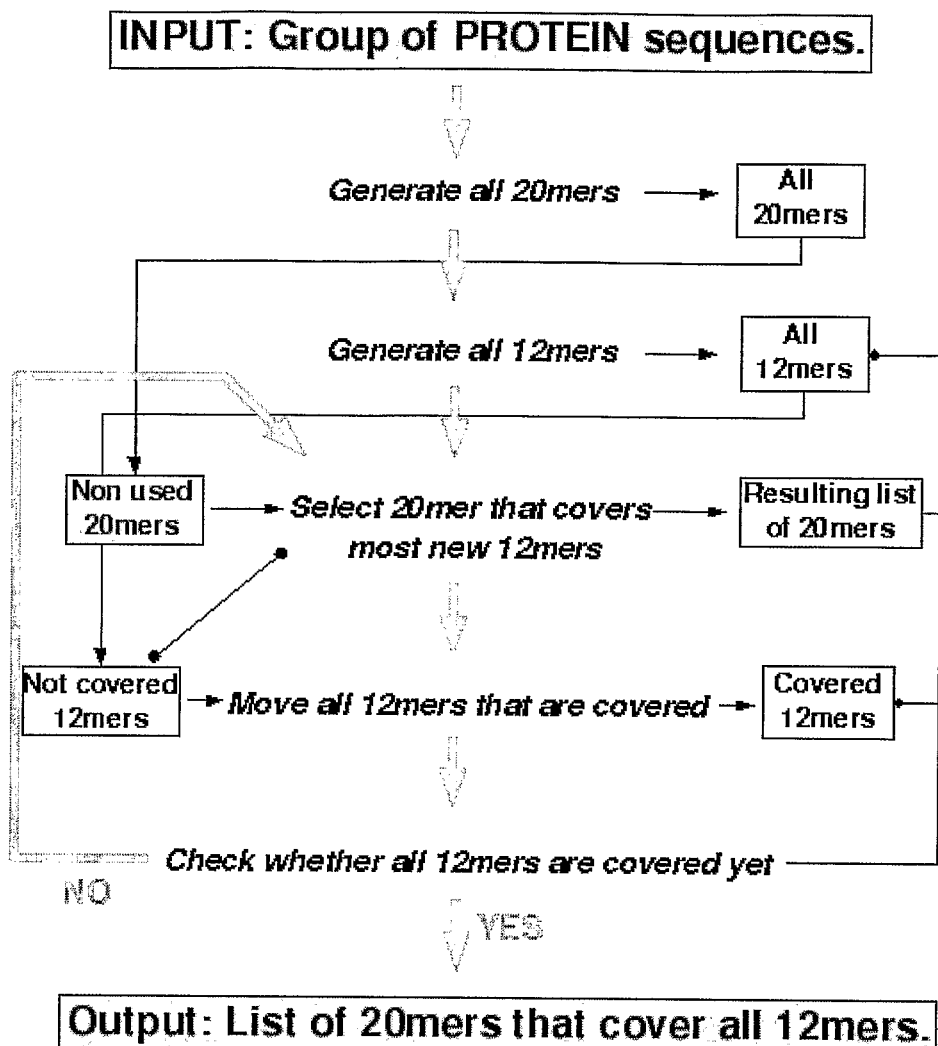 INPUT: Group of PROTEIN sequences.
Generate all 20mers
All
20mers
Generate all 12mers
All
12mers
Non used
20mers
Select 20mer that covers
most new 12mers
Resulting list
of 20mers
Not covered
12mers
Move all 12mers that are covered
Covered
12mers
Check whether all 12mers are covered yet
NO
YES
Output: List of 20mers that cover all 12mers.